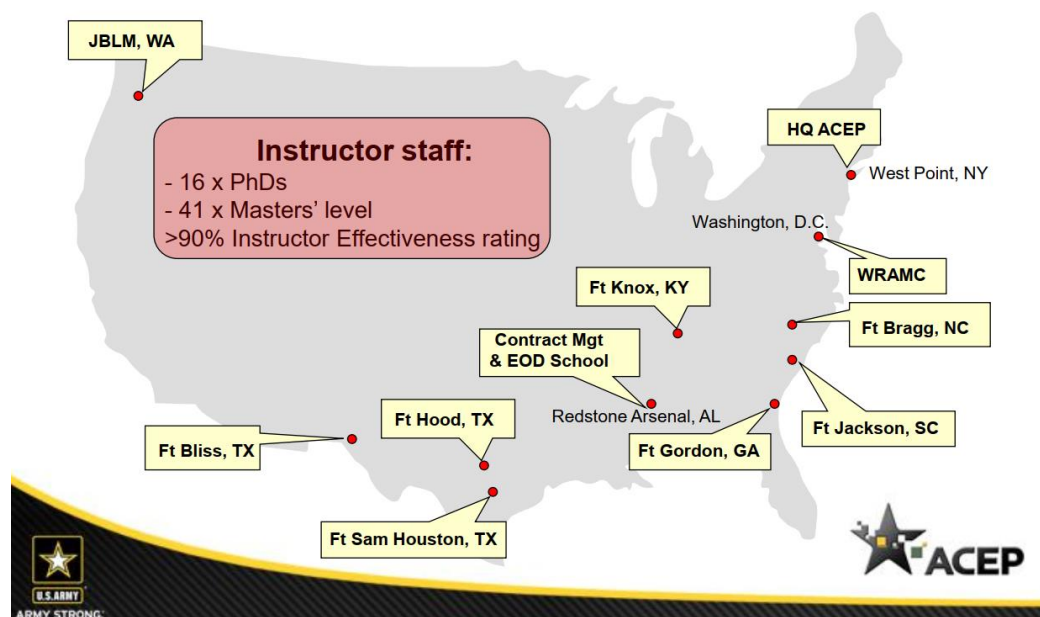 JBLM, WA
HQ ACEP
Instructor staff:
- 16 x PhDs
- 41 x Masters' level
>90% Instructor Effectiveness rating
West Point, NY
Washington, D.C.
WRAMC
Ft Knox, KY
Ft Bragg, NC
Contract Mgt
& EOD School
Redstone Arsenal, AL
Ft Hood, TX
Ft Jackson, SC
Ft Bliss, TX
Ft Gordon, GA
Ft Sam Houston, TX
ACEP
U.S.ARMY
ARMY STRONG